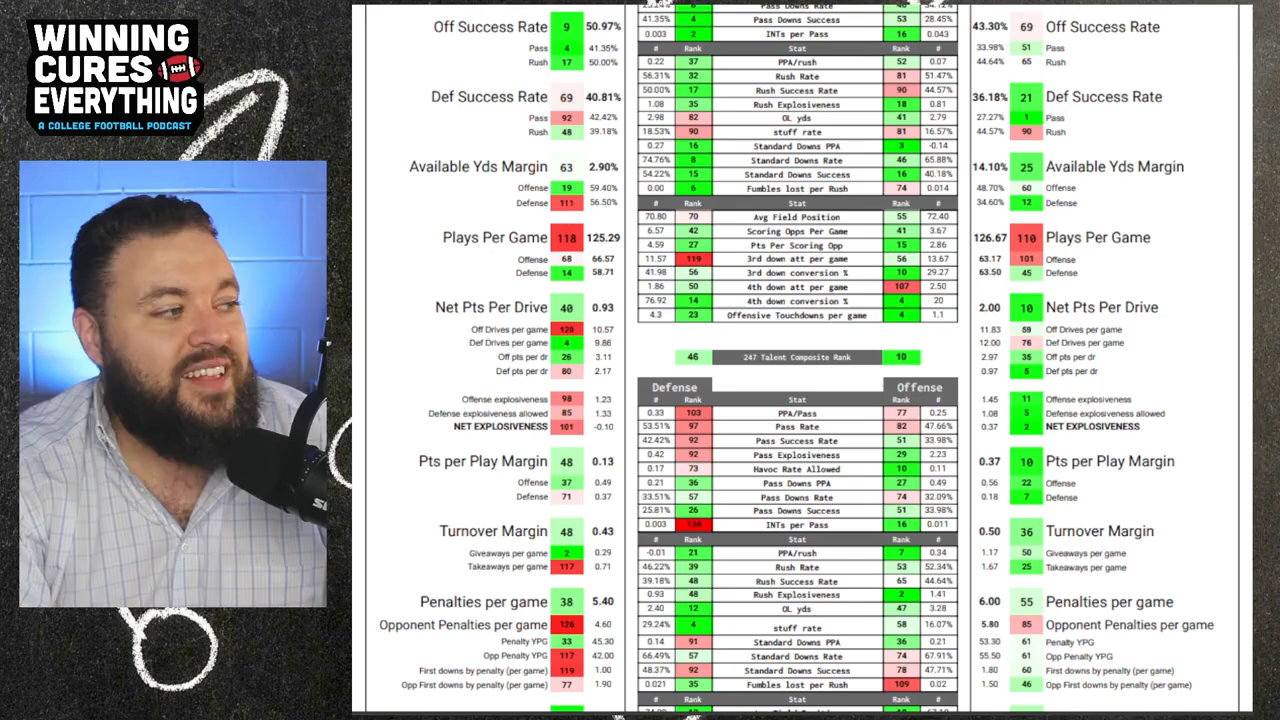 WINNING
CURES
EVERYTHING
A COLLEGE FOOTBALL PODCAST
Off Success Rate 9 50.97%
Pass 4 41.35%
Rush 17 50.00%
Def Success Rate 69 40.81%
Pass 92 42.42%
Rush 48 39.18%
Available Yds Margin 63 2.90%
Offense 19 59.40%
Defense 111 56.50%
Plays Per Game 118 125.29
Offense 68 66.57
Defense 14 58.71
Net Pts Per Drive 40 0.93
Off Drives per game 120 10.57
Def Drives per game 4 9.86
Off pts per dr 26 3.11
Def pts per dr 80 2.17
Offense explosiveness 98 1.23
Defense explosiveness allowed 85 1.33
NET EXPLOSIVENESS 101 -0.10
Pts per Play Margin 48 0.13
Offense 37 0.49
Defense 71 0.37
Turnover Margin 48 0.43
Giveaways per game 2 0.29
Takeaways per game 117 0.71
Penalties per game 38 5.40
Opponent Penalties per game 126 4.60
Penalty YPG 33 45.30
Opp Penalty YPG 117 42.00
First downs by penalty (per game) 119 1.00
Opp First downs by penalty (per game) 77 1.90
41.35% 4 Pass Downs Success 53 28.45%
0.003 2 INTs per Pass 16 0.043
# Rank Stat Rank #
0.22 37 PPA/rush 52 0.07
56.31% 32 Rush Rate 81 51.47%
50.00% 17 Rush Success Rate 90 44.57%
1.08 35 Rush Explosiveness 18 0.81
2.98 82 OL yds 41 2.79
18.53% 90 stuff rate 81 16.57%
0.27 16 Standard Downs PPA 3 -0.14
74.76% 8 Standard Downs Rate 46 65.88%
54.22% 15 Standard Downs Success 16 40.18%
0.00 6 Fumbles lost per Rush 74 0.014
# Rank Stat Rank #
70.80 70 Avg Field Position 55 72.40
6.57 42 Scoring Opps Per Game 41 3.67
4.59 27 Pts Per Scoring Opp 15 2.86
11.57 119 3rd down att per game 56 13.67
41.98 56 3rd down conversion % 10 29.27
1.86 50 4th down att per game 107 2.50
76.92 14 4th down conversion % 4 20
4.3 23 Offensive Touchdowns per game 4 1.1
46 247 Talent Composite Rank 10
Defense Offense
# Rank Stat Rank #
0.33 103 PPA/Pass 77 0.25
53.51% 97 Pass Rate 82 47.66%
42.42% 92 Pass Success Rate 51 33.98%
0.42 92 Pass Explosiveness 29 2.23
0.17 73 Havoc Rate Allowed 10 0.11
0.21 36 Pass Downs PPA 27 0.49
33.51% 57 Pass Downs Rate 74 32.09%
25.81% 26 Pass Downs Success 51 33.98%
0.003 INTs per Pass 16 0.011
# Rank Stat Rank #
-0.01 21 PPA/rush 7 0.34
46.22% 39 Rush Rate 53 52.34%
39.18% 48 Rush Success Rate 65 44.64%
0.93 48 Rush Explosiveness 2 1.41
2.40 12 OL yds 47 3.28
29.24% 4 stuff rate 58 16.07%
0.14 91 Standard Downs PPA 36 0.21
66.49% 57 Standard Downs Rate 74 67.91%
48.37% 92 Standard Downs Success 78 47.71%
0.021 35 Fumbles lost per Rush 109 0.02
# Rank Stat Rank #
43.30% 69 Off Success Rate
33.98% 51 Pass
44.64% 65 Rush
36.18% 21 Def Success Rate
27.27% 1 Pass
44.57% 90 Rush
14.10% 25 Available Yds Margin
48.70% 60 Offense
34.60% 12 Defense
126.67 110 Plays Per Game
63.17 101 Offense
63.50 45 Defense
2.00 10 Net Pts Per Drive
11.83 59 Off Drives per game
12.00 76 Def Drives per game
2.97 35 Off pts per dr
0.97 5 Def pts per dr
1.45 11 Offense explosiveness
1.08 5 Defense explosiveness allowed
0.37 2 NET EXPLOSIVENESS
0.37 10 Pts per Play Margin
0.56 22 Offense
0.18 7 Defense
0.50 36 Turnover Margin
1.17 50 Giveaways per game
1.67 25 Takeaways per game
6.00 55 Penalties per game
5.80 85 Opponent Penalties per game
53.30 61 Penalty YPG
55.50 61 Opp Penalty YPG
1.80 60 First downs by penalty (per game)
1.50 46 Opp First downs by penalty (per game)